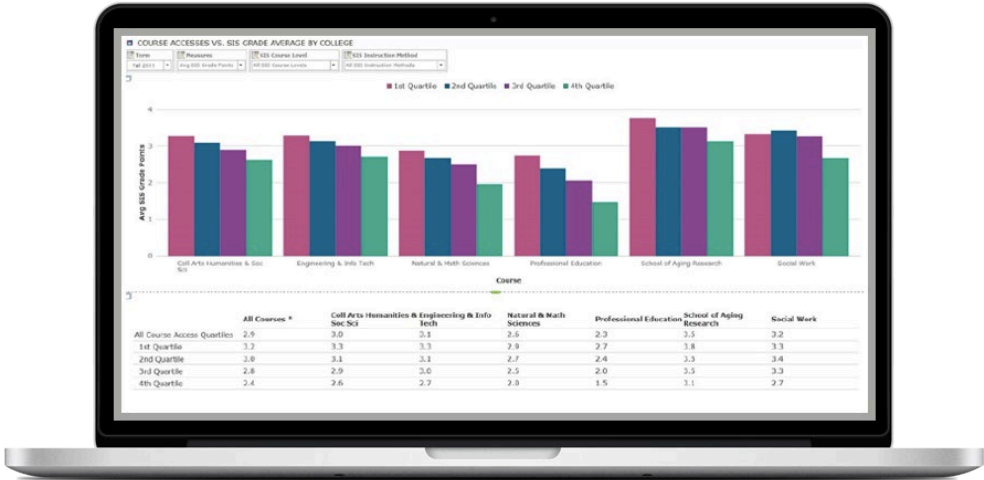 COURSE ACCESSES VS. SIS GRADE AVERAGE BY COLLEGE
Term Measures SIS Course Level SIS Instruction Method
Avg SIS Grade Points All SIS Course Levels All SIS Instruction Methods
1st Quartile 2nd Quartile 3rd Quartile 4th Quartile
4
3
2
1
0
Avg SIS Grade Points
Coll Arts Humanities & Soc Engineering & Info Tech Natural & Math Sciences Professional Education School of Aging Research Social Work
Sci
Course
All Courses * Coll Arts Humanities & Engineering & Info Natural & Math Professional Education School of Aging Social Work
Soc Sci Tech Sciences Research
All Course Access Quartiles 2.9 3.0 3.1 2.6 2.3 3.5 3.2
1st Quartile 3.2 3.3 3.3 2.9 2.7 3.8 3.3
2nd Quartile 3.0 3.1 3.1 2.7 2.4 3.5 3.4
3rd Quartile 2.8 2.9 3.0 2.5 2.0 3.5 3.3
4th Quartile 2.4 2.6 2.7 2.0 1.5 3.1 2.7